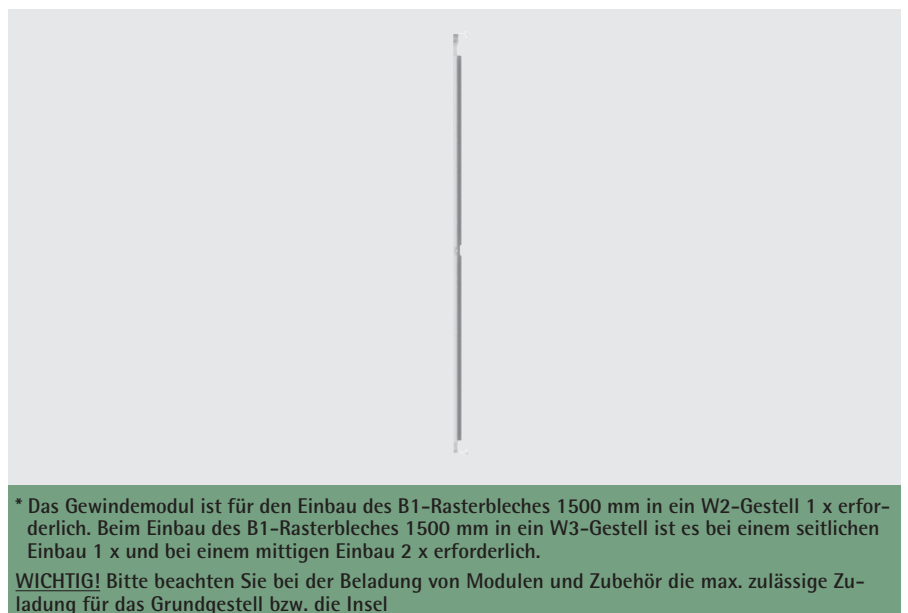 * Das Gewindemodul ist für den Einbau des B1-Rasterbleches 1500 mm in ein W2-Gestell 1 x erfor-
derlich. Beim Einbau des B1-Rasterbleches 1500 mm in ein W3-Gestell ist es bei einem seitlichen
Einbau 1 x und bei einem mittigen Einbau 2 x erforderlich.
WICHTIG! Bitte beachten Sie bei der Beladung von Modulen und Zubehör die max. zulässige Zu-
ladung für das Grundgestell bzw. die Insel